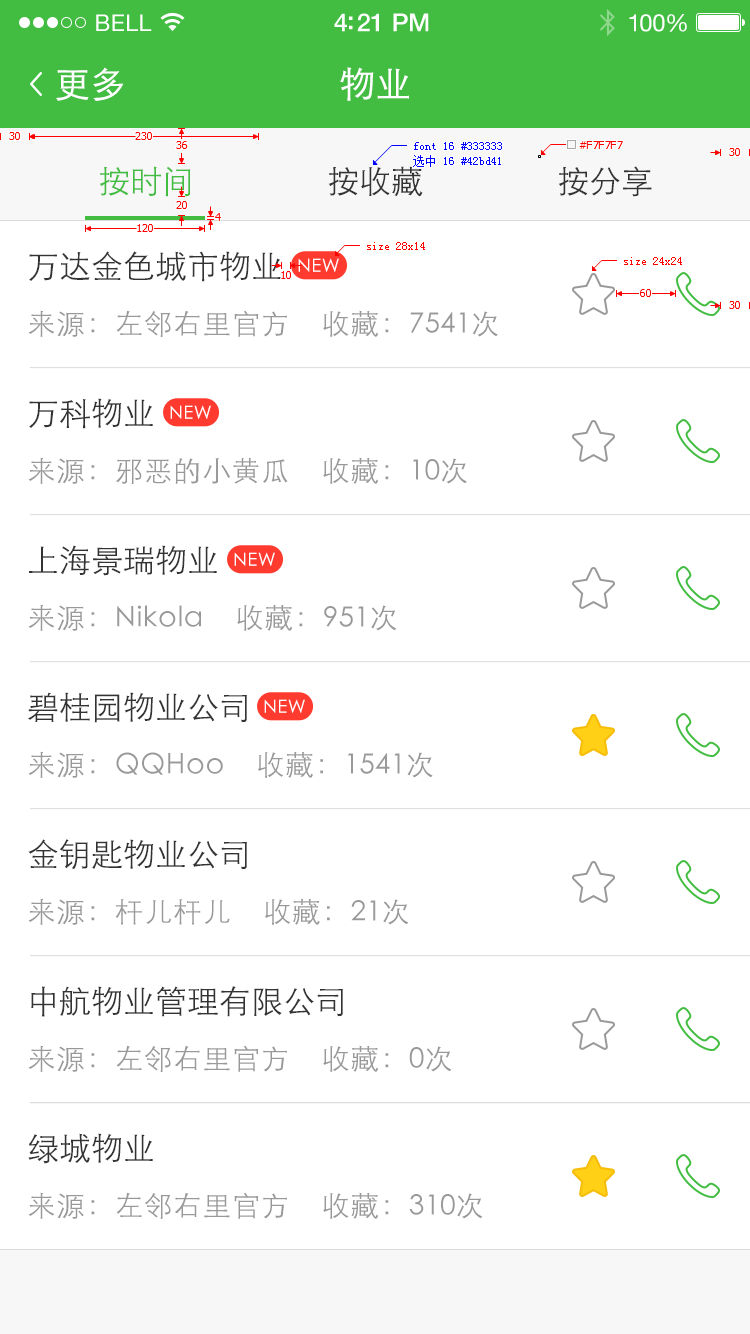 BELL 4:21 PM 100%
更多 物业
30 230 36 font 16 #333333 #F7F7F7 30
选中 16 #42bd41
按时间 按收藏 按分享
20
4
120
万达金色城市物业 10 NEW size 28x14 size 24x24
60 30
来源：左邻右里官方 收藏：7541次
万科物业 NEW
来源：邪恶的小黄瓜 收藏：10次
上海景瑞物业 NEW
来源：Nikola 收藏：951次
碧桂园物业公司 NEW
来源：QQHoo 收藏：1541次
金钥匙物业公司
来源：杆儿杆儿 收藏：21次
中航物业管理有限公司
来源：左邻右里官方 收藏：0次
绿城物业
来源：左邻右里官方 收藏：310次